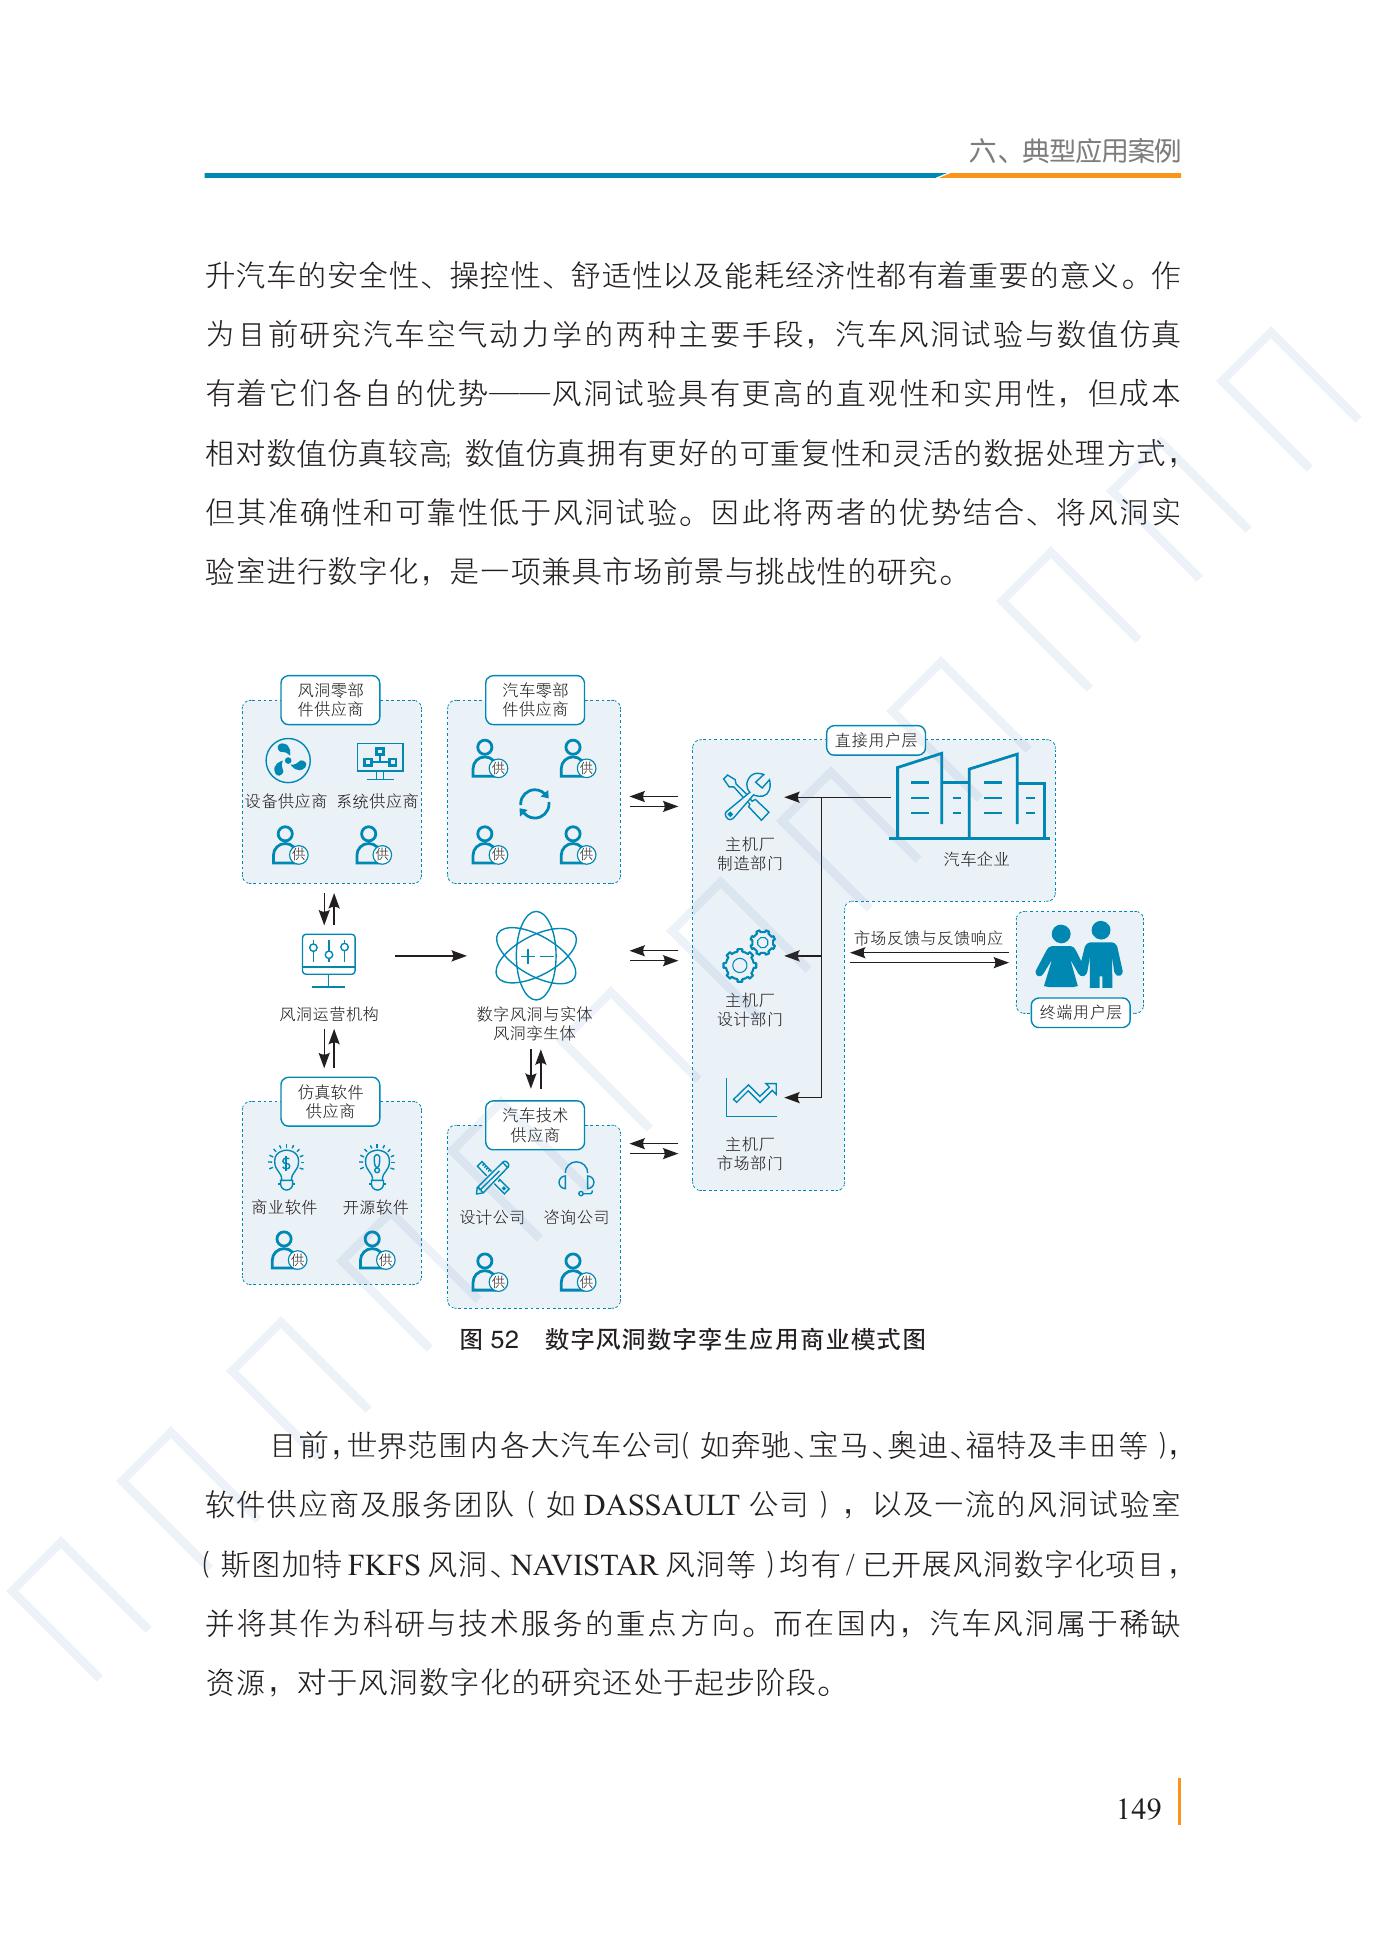 六、典型应用案例
升汽车的安全性、操控性、舒适性以及能耗经济性都有着重要的意义。作
为目前研究汽车空气动力学的两种主要手段，汽车风洞试验与数值仿真
有着它们各自的优势——风洞试验具有更高的直观性和实用性，但成本
相对数值仿真较高；数值仿真拥有更好的可重复性和灵活的数据处理方式，
但其准确性和可靠性低于风洞试验。因此将两者的优势结合、将风洞实
验室进行数字化，是一项兼具市场前景与挑战性的研究。
风洞零部
件供应商
设备供应商 系统供应商
供 供
汽车零部
件供应商
供 供
供 供
直接用户层
主机厂
制造部门
汽车企业
风洞运营机构
数字风洞与实体
风洞孪生体
主机厂
设计部门
市场反馈与反馈响应
终端用户层
仿真软件
供应商
商业软件 开源软件
供 供
汽车技术
供应商
设计公司 咨询公司
供 供
主机厂
市场部门
图 52 数字风洞数字孪生应用商业模式图
目前，世界范围内各大汽车公司（如奔驰、宝马、奥迪、福特及丰田等），
软件供应商及服务团队（如 DASSAULT 公司），以及一流的风洞试验室
（斯图加特 FKFS 风洞、NAVISTAR 风洞等）均有 / 已开展风洞数字化项目，
并将其作为科研与技术服务的重点方向。而在国内，汽车风洞属于稀缺
资源，对于风洞数字化的研究还处于起步阶段。
149